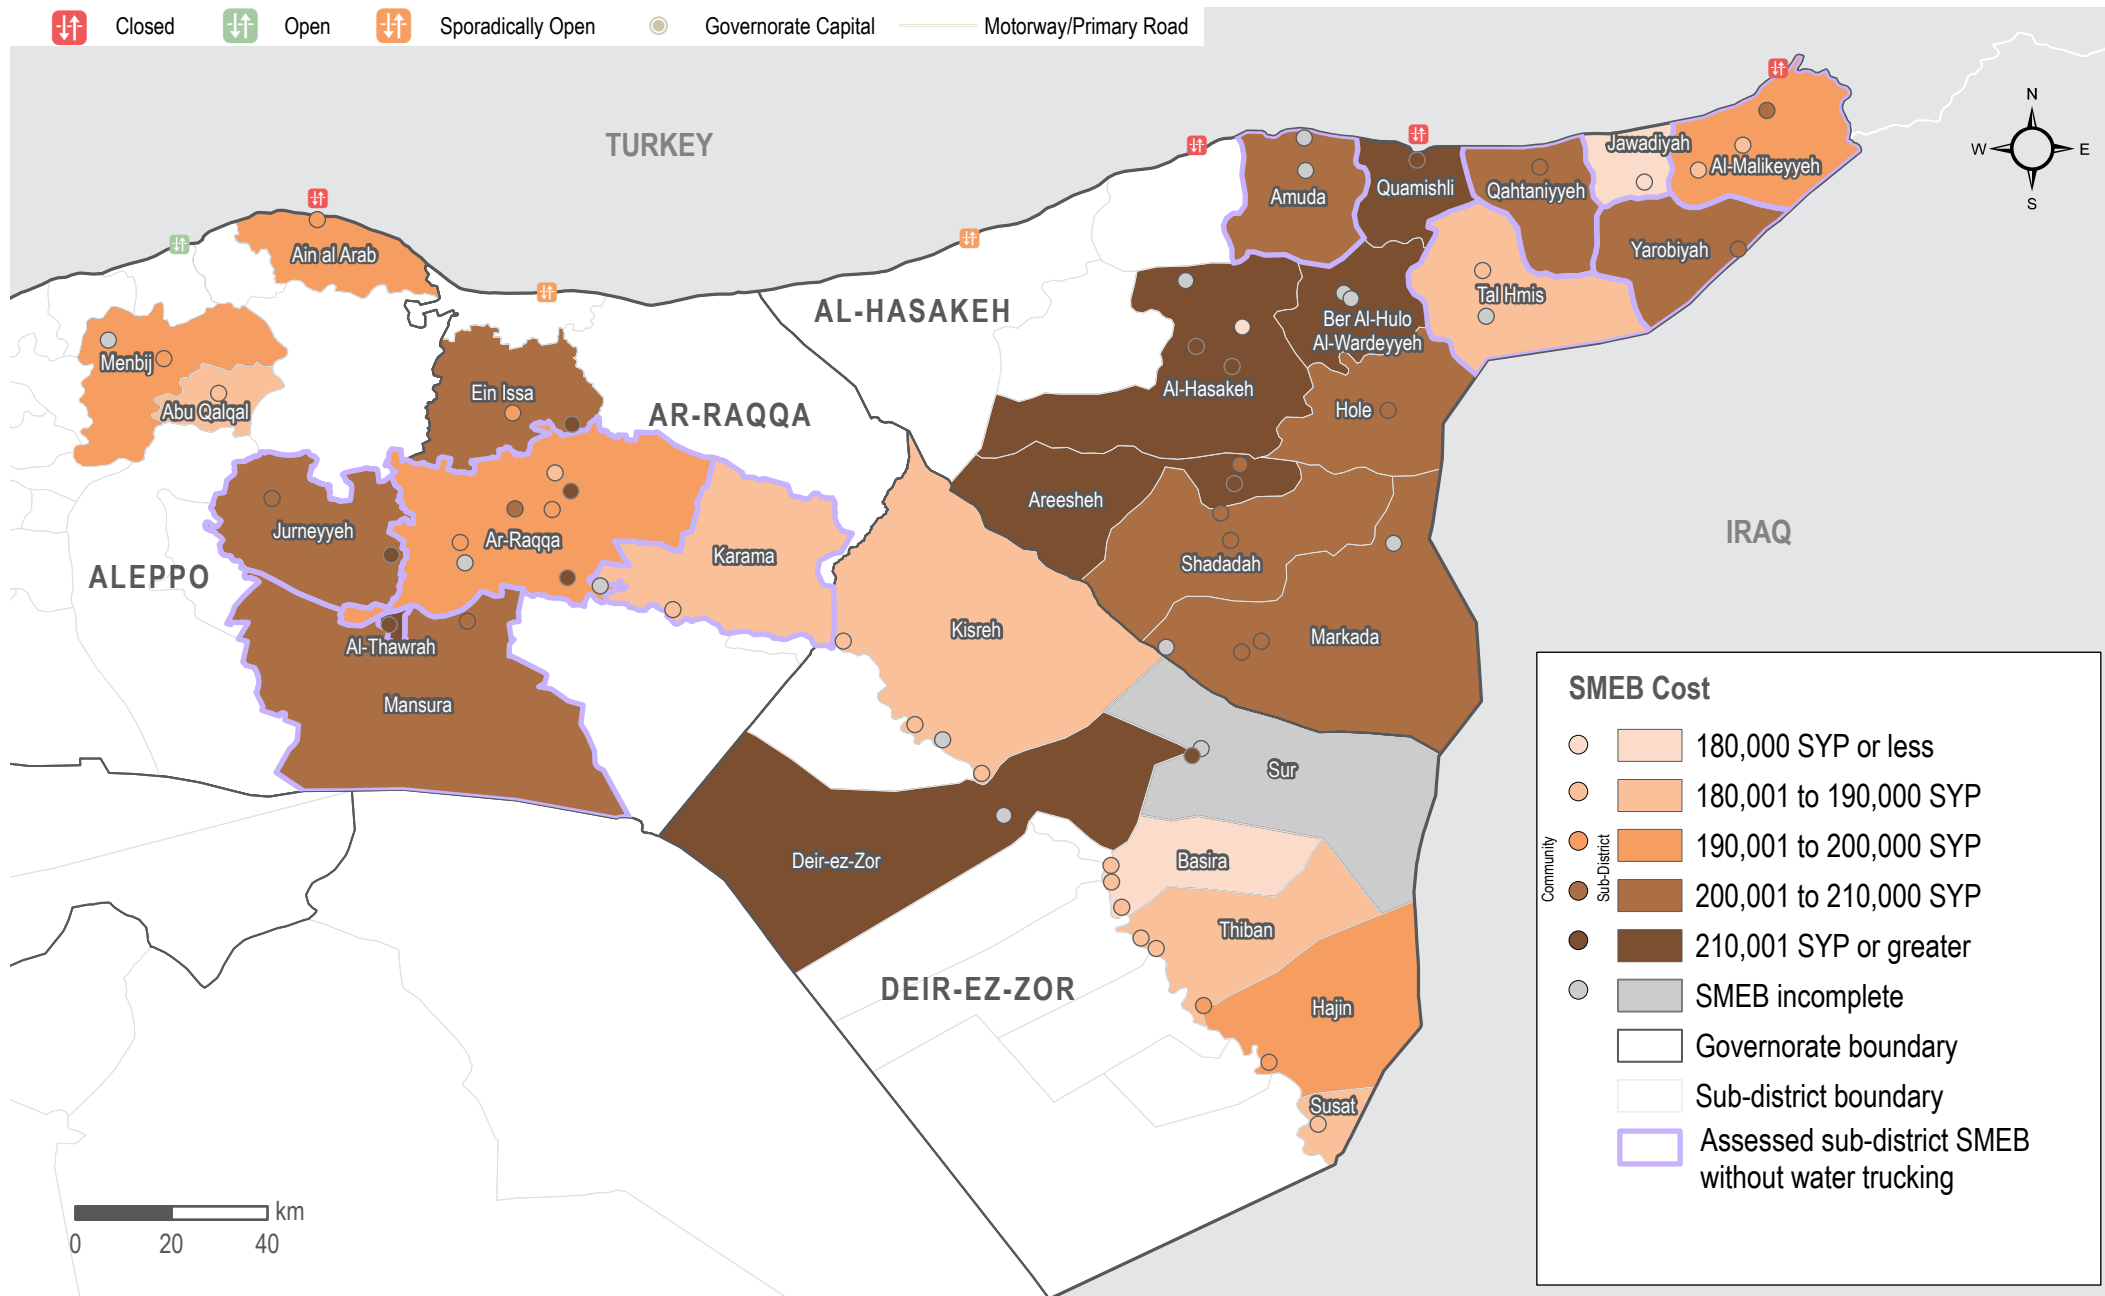 Closed
Open
Sporadically Open
Governorate Capital
Motorway/Primary Road
TURKEY
N
W
E
S
Jawadiyah
Al-Malikeyyeh
Quamishli
Qahtaniyyeh
Amuda
Yarobiyah
Ain al Arab
Tal Hmis
AL-HASAKEH
Ber Al-Hulo
Al-Wardeyyeh
Menbij
Abu Qalqal
Ein Issa
AR-RAQQA
Al-Hasakeh
Hole
Areesheh
Jurneyyeh
Ar-Raqqa
Karama
Shadadah
IRAQ
ALEPPO
Kisreh
Markada
Al-Thawrah
Mansura
Sur
Deir-ez-Zor
Basira
Thiban
DEIR-EZ-ZOR
Hajin
Susat
SMEB Cost
Community
Sub-District
180,000 SYP or less
180,001 to 190,000 SYP
190,001 to 200,000 SYP
200,001 to 210,000 SYP
210,001 SYP or greater
SMEB incomplete
Governorate boundary
Sub-district boundary
Assessed sub-district SMEB
without water trucking
km
0 20 40